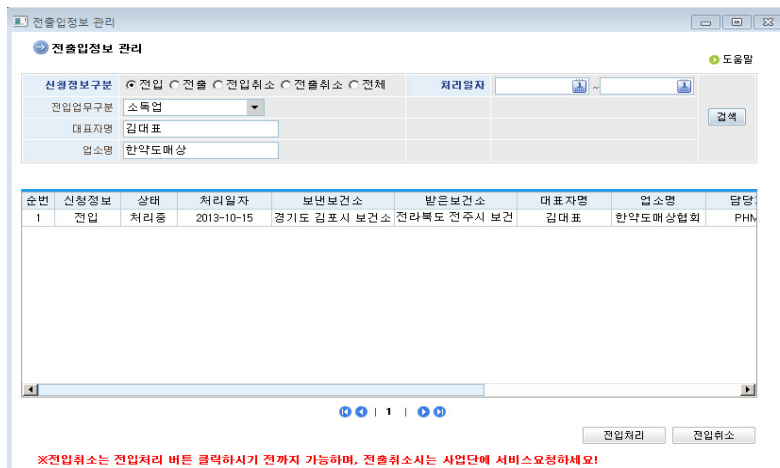 전출입정보 관리
전출입정보 관리
도움말
신청정보구분 전입 전출 전입취소 전출취소 전체 처리일자 ~
전입업무구분 소독업
대표자명 김대표
업소명 한약도매상
검색
순번 신청정보 상태 처리일자 보낸보건소 받은보건소 대표자명 업소명 담당
1 전입 처리중 2013-10-15 경기도 김포시 보건소 전라북도 전주시 보건 김대표 한약도매상협회 PHM
| 1 |
전입처리 전입취소
※전입취소는 전입처리 버튼 클릭하시기 전까지 가능하며, 전출취소시는 사업단에 서비스요청하세요!